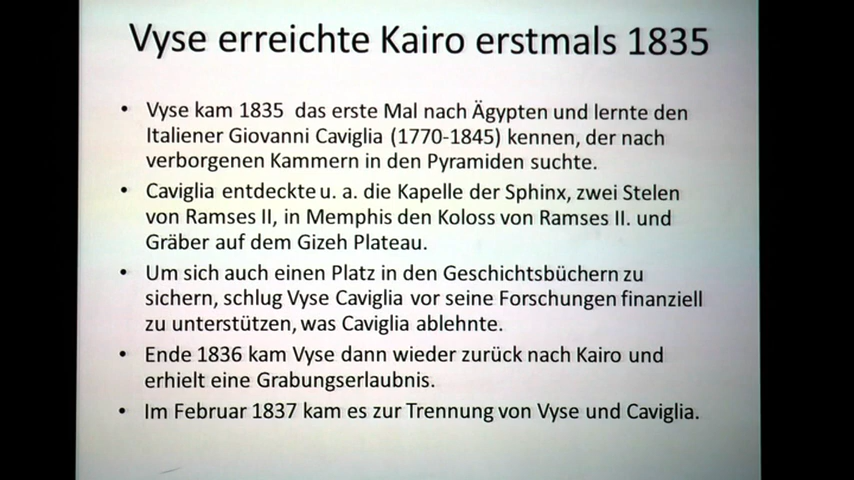 Vyse erreichte Kairo erstmals 1835
• Vyse kam 1835 das erste Mal nach Ägypten und lernte den
Italiener Giovanni Caviglia (1770-1845) kennen, der nach
verborgenen Kammern in den Pyramiden suchte.
• Caviglia entdeckte u. a. die Kapelle der Sphinx, zwei Stelen
von Ramses II, in Memphis den Koloss von Ramses II. und
Gräber auf dem Gizeh Plateau.
• Um sich auch einen Platz in den Geschichtsbüchern zu
sichern, schlug Vyse Caviglia vor seine Forschungen finanziell
zu unterstützen, was Caviglia ablehnte.
• Ende 1836 kam Vyse dann wieder zurück nach Kairo und
erhielt eine Grabungserlaubnis.
• Im Februar 1837 kam es zur Trennung von Vyse und Caviglia.